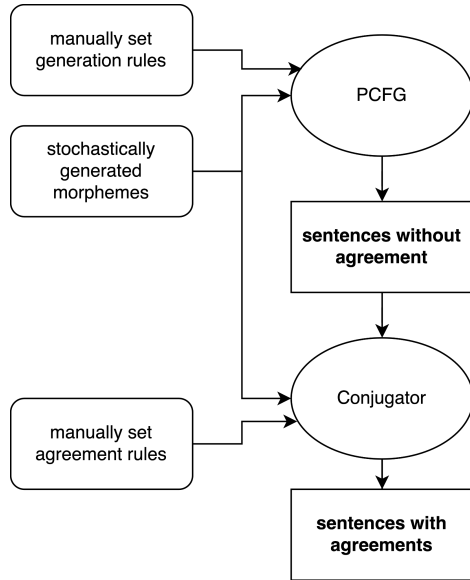 manually set
generation rules
PCFG
stochastically
generated
morphemes
sentences without
agreement
Conjugator
manually set
agreement rules
sentences with
agreements